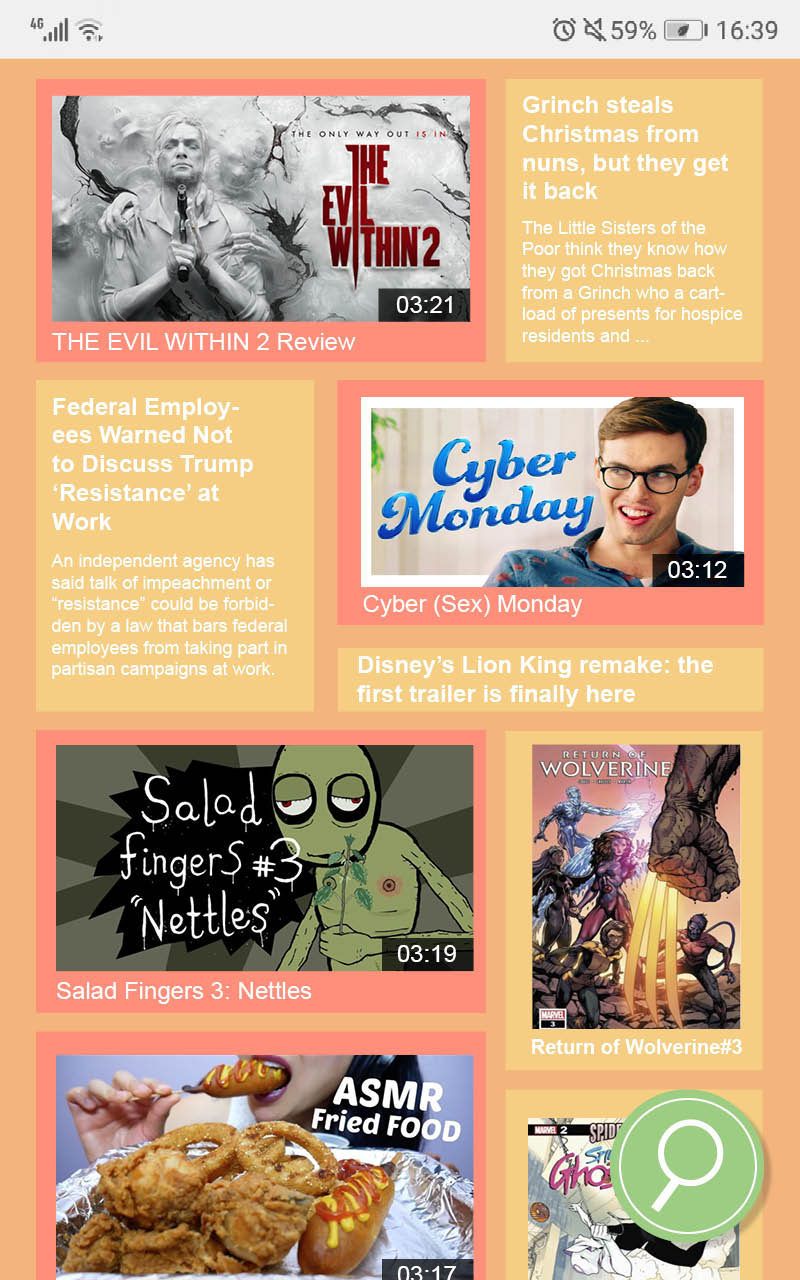 4G
59%
16:39
THE ONLY WAY OUT IS IN
THE
EVIL
WITHIN 2
03:21
THE EVIL WITHIN 2 Review
Grinch steals
Christmas from
nuns, but they get
it back
The Little Sisters of the
Poor think they know how
they got Christmas back
from a Grinch who a cart-
load of presents for hospice
residents and ...
Federal Employ-
ees Warned Not
to Discuss Trump
‘Resistance’ at
Work
An independent agency has
said talk of impeachment or
“resistance” could be forbid-
den by a law that bars federal
employees from taking part in
partisan campaigns at work.
Cyber
Monday
03:12
Cyber (Sex) Monday
Disney’s Lion King remake: the
first trailer is finally here
Salad
fingers #3
"Nettles"
03:19
Salad Fingers 3: Nettles
RETURN OF
WOLVERINE
MARVEL
3
Return of Wolverine#3
ASMR
Fried FOOD
03:17
MARVEL 2